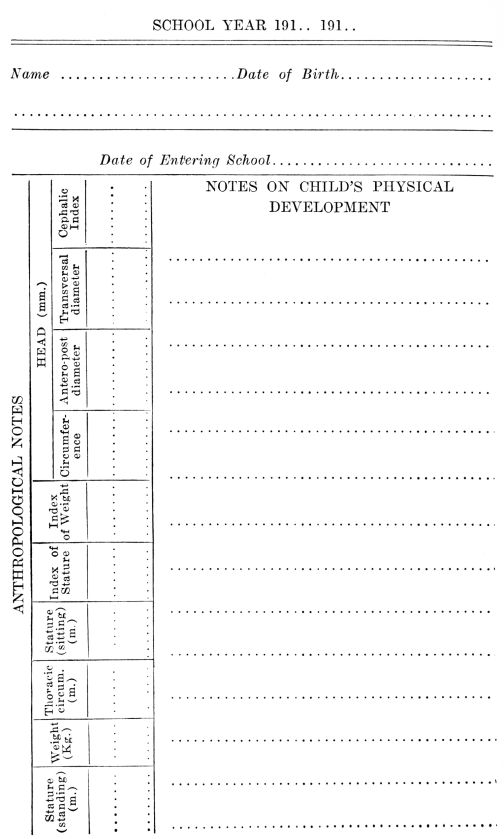 SCHOOL YEAR 191.. 191..
Name .......................Date of Birth....................
................................................................
Date of Entering School.............................
NOTES ON CHILD'S PHYSICAL
DEVELOPMENT
ANTHROPOLOGICAL NOTES
HEAD (mm.)
Cephalic
Index
Transversal
diameter
Antero-post
diameter
Circumfer-
ence
Index
of Weight
Index of
Stature
Stature
(sitting)
(m.)
Thoracic
circum.
(m.)
Weight
(Kg.)
Stature
(standing)
(m.)